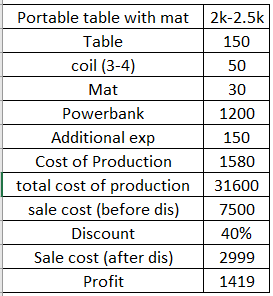 Portable table with mat 2k-2.5k
Table 150
coil (3-4) 50
Mat 30
Powerbank 1200
Additional exp 150
Cost of Production 1580
total cost of production 31600
sale cost (before dis) 7500
Discount 40%
Sale cost (after dis) 2999
Profit 1419